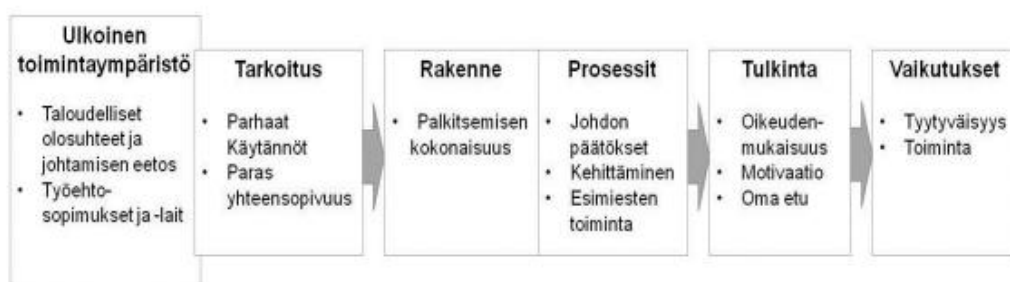 Ulkoinen
toimintaympäristö
• Taloudelliset
olosuhteet ja
johtamisen eetos
• Työehto-
sopimukset ja -lait
Tarkoitus
• Parhaat
Käytännöt
• Paras
yhteensopivuus
Rakenne
• Palkitsemisen
kokonaisuus
Prosessit
• Johdon
päätökset
• Kehittäminen
• Esimiesten
toiminta
Tulkinta
• Oikeuden-
mukaisuus
• Motivaatio
• Oma etu
Vaikutukset
• Tyytyväisyys
• Toiminta